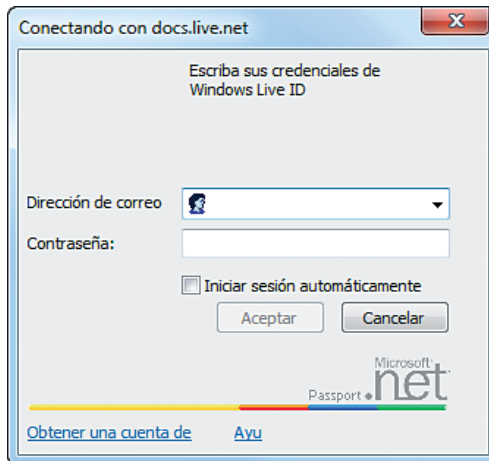 Conectando con docs.live.net
Escriba sus credenciales de
Windows Live ID
Dirección de correo
Contraseña:
Iniciar sesión automáticamente
Aceptar Cancelar
Microsoft
Passport net
Obtener una cuenta de Ayu